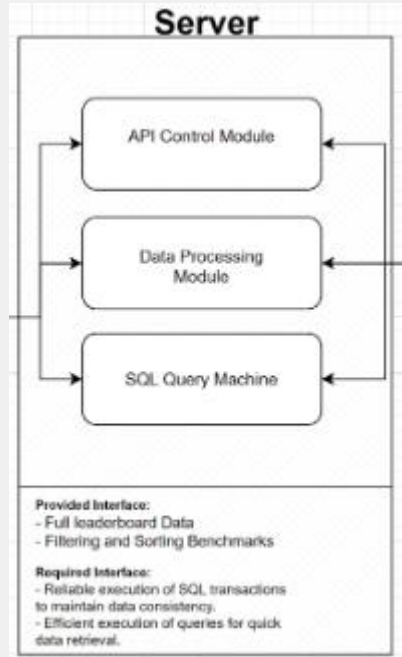 Server
API Control Module
Data Processing
Module
SQL Query Machine
Provided Interface:
- Full leaderboard Data
- Filtering and Sorting Benchmarks
Required Interface:
- Reliable execution of SQL transactions
to maintain data consistency.
- Efficient execution of queries for quick
data retrieval.